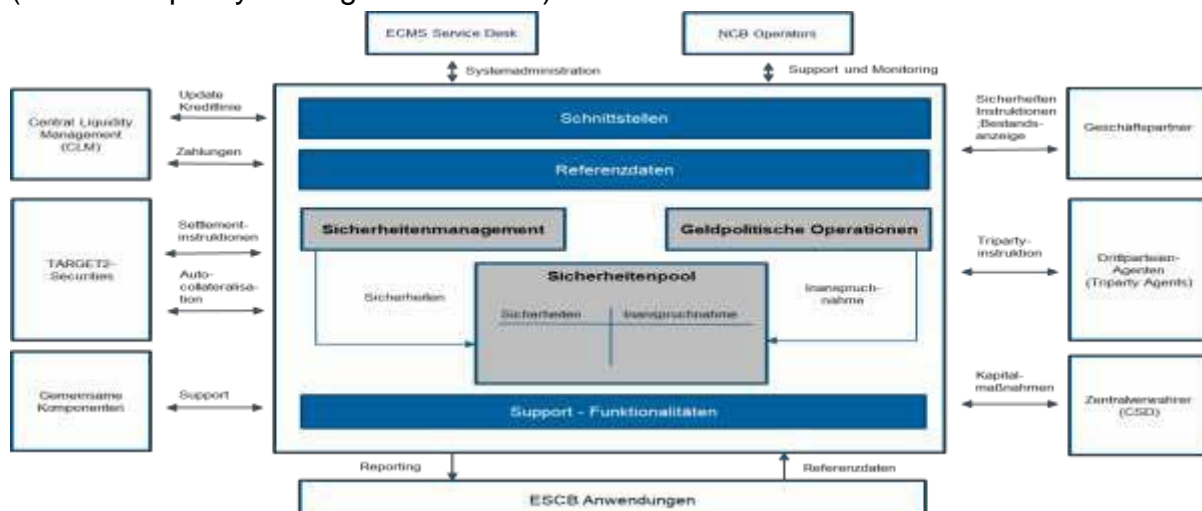 ECMS Service Desk
NCB Operators
Systemadministration
Support und Monitoring
Update
Kreditlinie
Central Liquidity
Management
(CLM)
Zahlungen
Schnittstellen
Referenzdaten
Sicherheiten
Instruktionen
;Bestands-
anzeige
Geschäftspartner
Settlement-
instruktionen
TARGET2-
Securities
Auto-
collateralisa-
tion
Sicherheitenmanagement
Geldpolitische Operationen
Sicherheitenpool
Sicherheiten
Inanspruchnahme
Sicherheiten
Inanspruch-
nahme
Triparty-
instruktion
Drittparteien-
Agenten
(Triparty Agents)
Gemeinsame
Komponenten
Support
Support - Funktionalitäten
Kapital-
maßnahmen
Zentralverwahrer
(CSD)
Reporting
Referenzdaten
ESCB Anwendungen